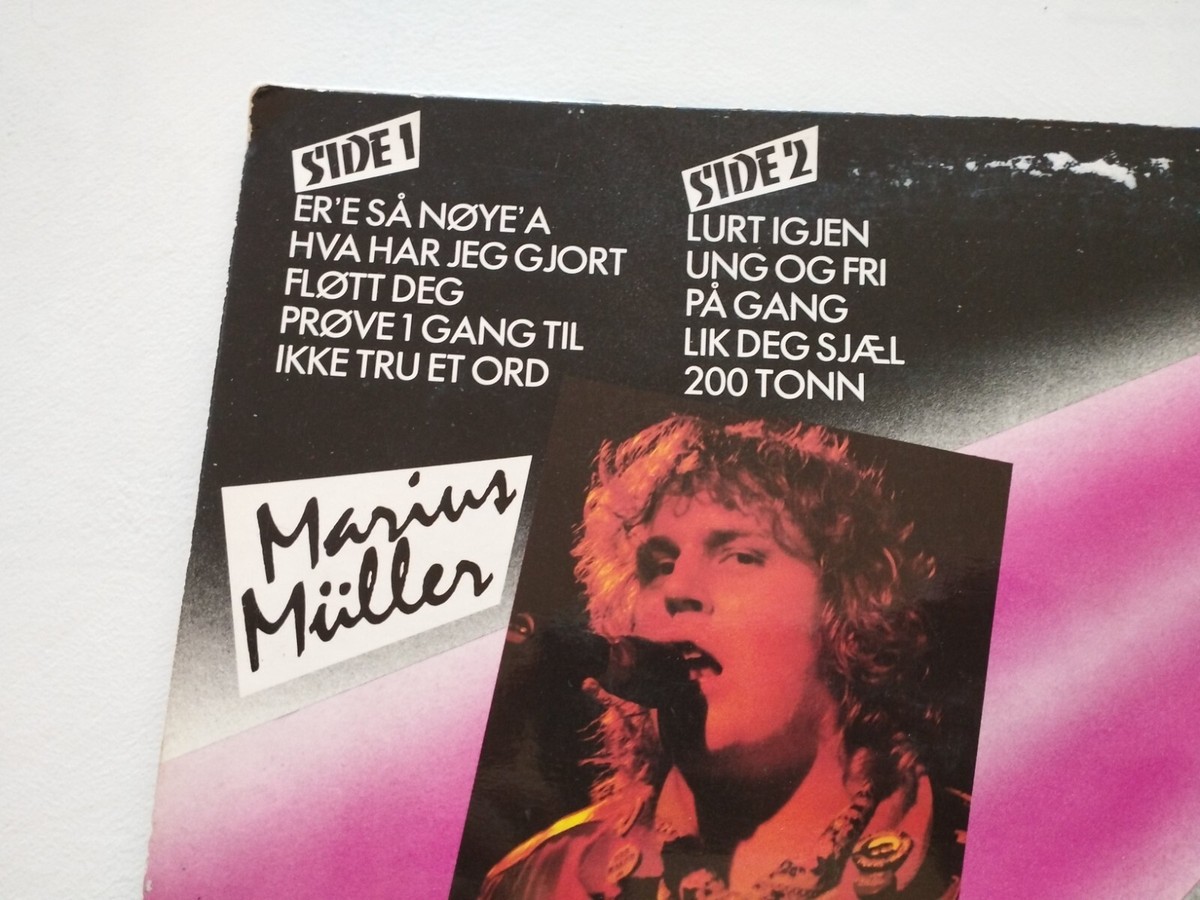 SIDE 1
ER'E SÅ NØYE'A
HVA HAR JEG GJORT
FLØTT DEG
PRØVE 1 GANG TIL
IKKE TRU ET ORD
SIDE 2
LURT IGJEN
UNG OG FRI
PÅ GANG
LIK DEG SJÆL
200 TONN
Marius
Müller